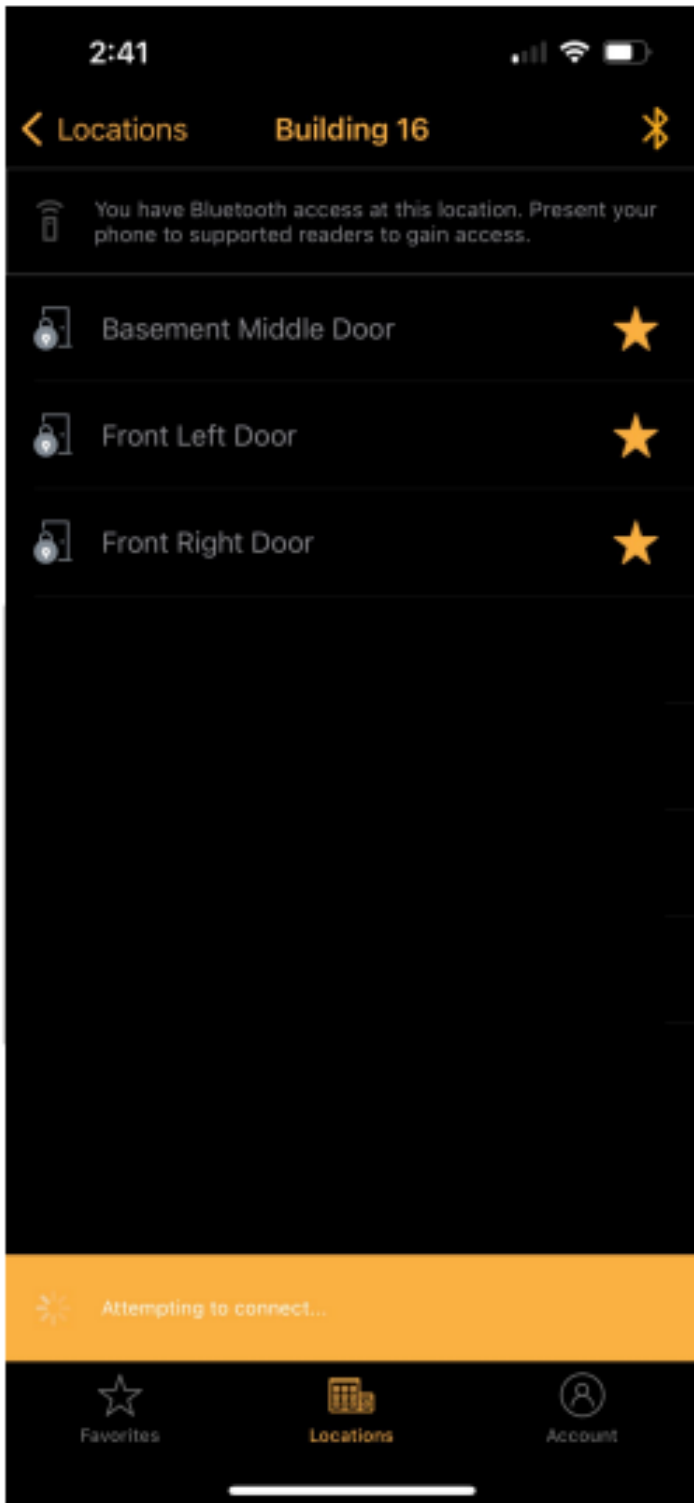 2:41
Locations
Building 16
You have Bluetooth access at this location. Present your
phone to supported readers to gain access.
Basement Middle Door
Front Left Door
Front Right Door
Attempting to connect...
Favorites
Locations
Account